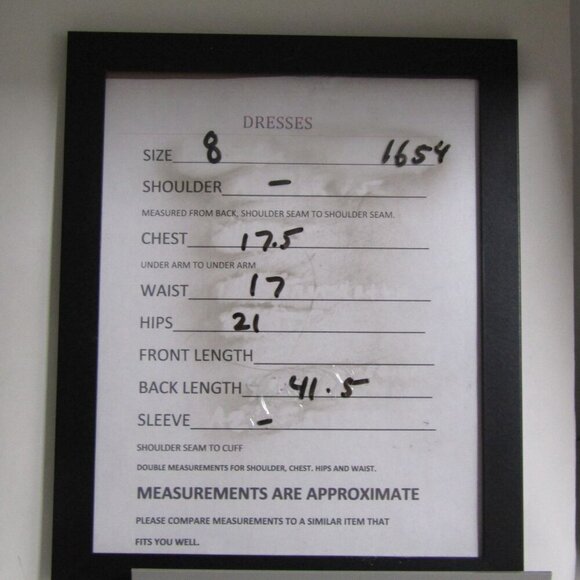 DRESSES
SIZE 8 1654
SHOULDER -
MEASURED FROM BACK, SHOULDER SEAM TO SHOULDER SEAM.
CHEST 17.5
UNDER ARM TO UNDER ARM
WAIST 17
HIPS 21
FRONT LENGTH
BACK LENGTH 41.5
SLEEVE -
SHOULDER SEAM TO CUFF
DOUBLE MEASUREMENTS FOR SHOULDER, CHEST. HIPS AND WAIST.
MEASUREMENTS ARE APPROXIMATE
PLEASE COMPARE MEASUREMENTS TO A SIMILAR ITEM THAT
FITS YOU WELL.